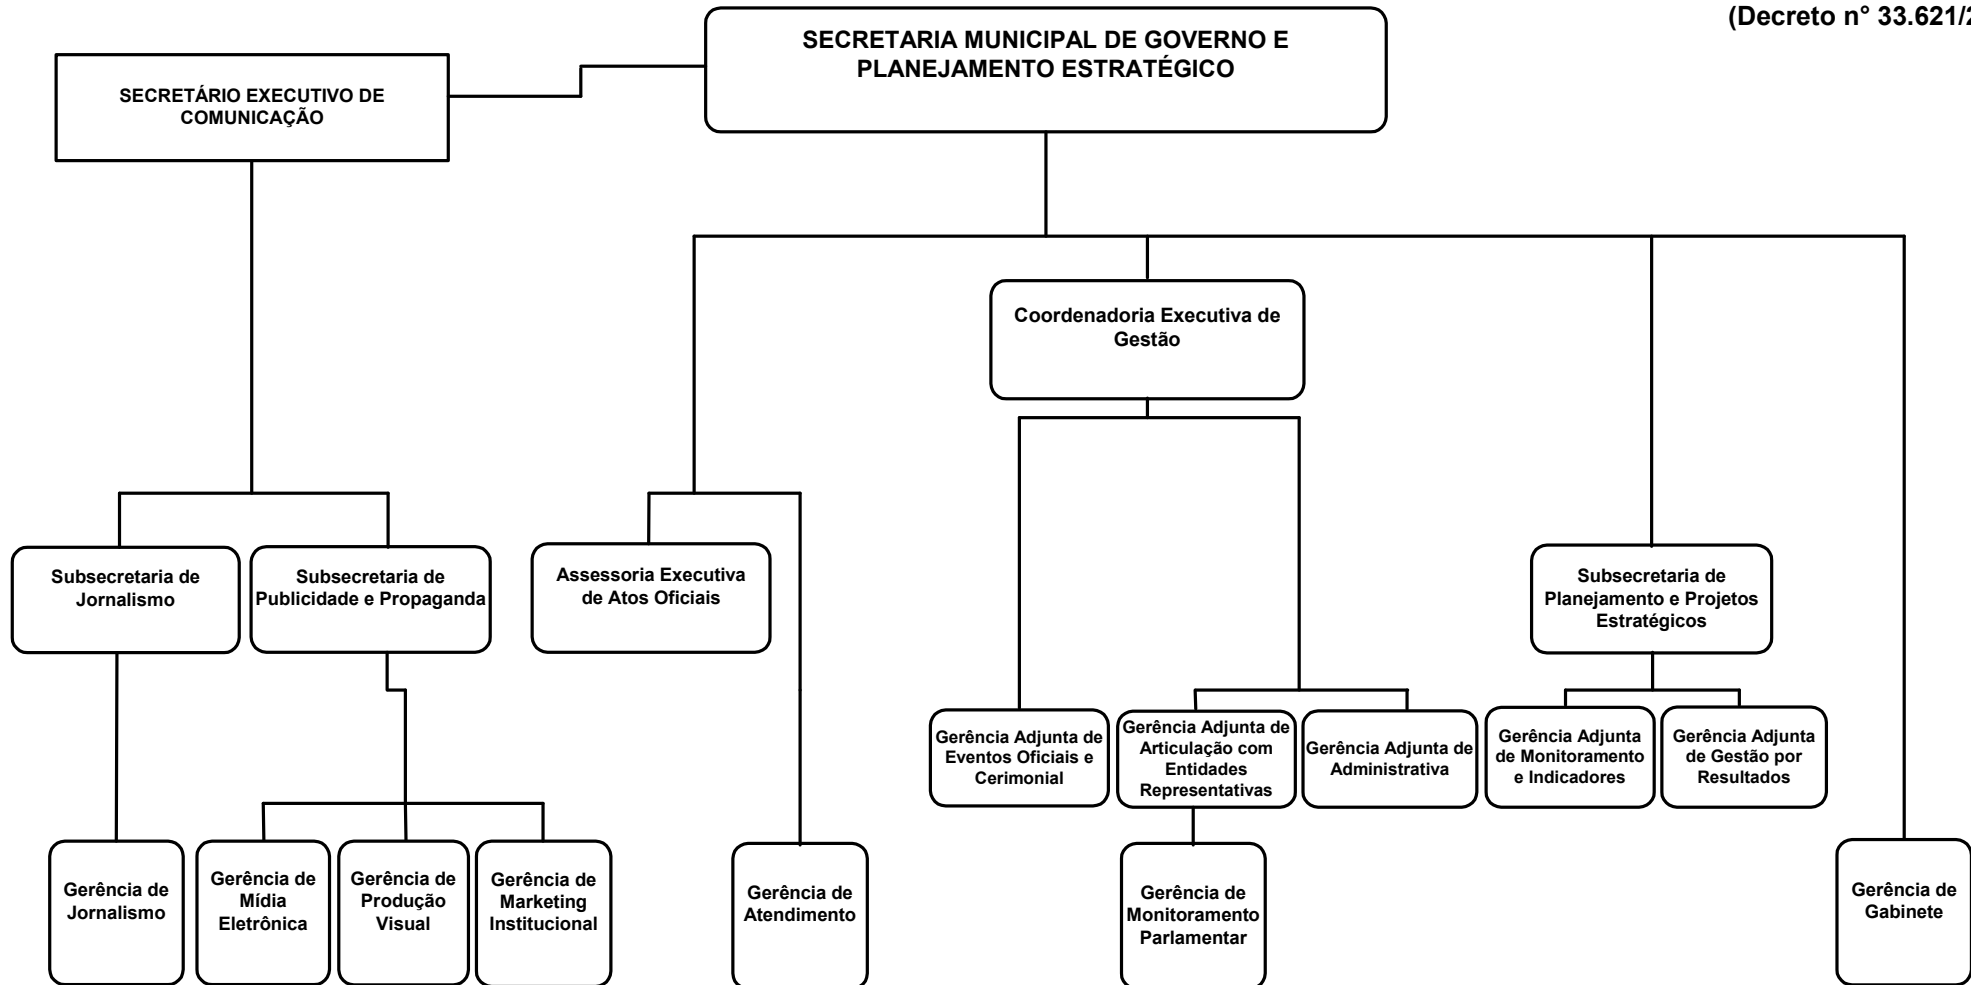 (Decreto n° 33.621/2
SECRETARIA MUNICIPAL DE GOVERNO E
PLANEJAMENTO ESTRATÉGICO
SECRETÁRIO EXECUTIVO DE
COMUNICAÇÃO
Coordenadoria Executiva de
Gestão
Subsecretaria de
Jornalismo
Subsecretaria de
Publicidade e Propaganda
Assessoria Executiva
de Atos Oficiais
Subsecretaria de
Planejamento e Projetos
Estratégicos
Gerência Adjunta de
Eventos Oficiais e
Cerimonial
Gerência Adjunta de
Articulação com
Entidades
Representativas
Gerência Adjunta de
Administrativa
Gerência Adjunta
de Monitoramento
e Indicadores
Gerência Adjunta
de Gestão por
Resultados
Gerência de
Jornalismo
Gerência de
Mídia
Eletrônica
Gerência de
Produção
Visual
Gerência de
Marketing
Institucional
Gerência de
Atendimento
Gerência de
Monitoramento
Parlamentar
Gerência de
Gabinete